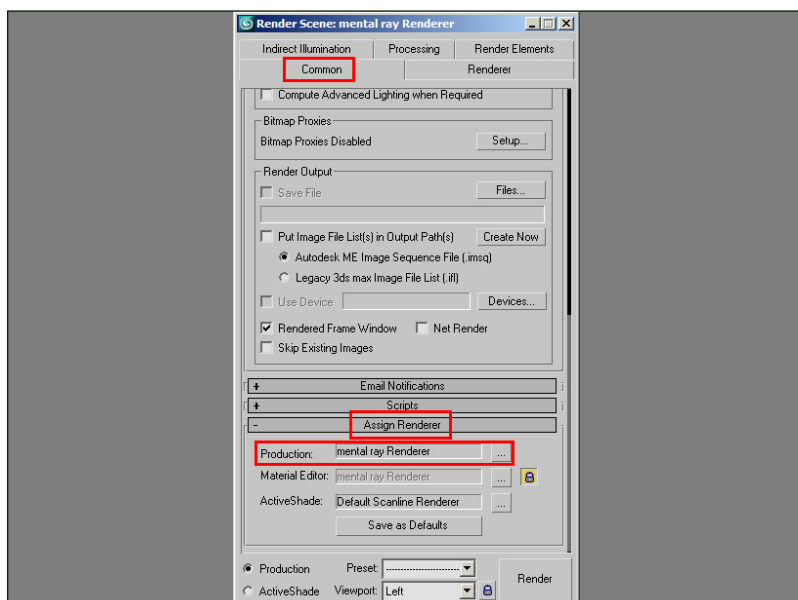 Render Scene: mental ray Renderer
Indirect Illumination Processing Render Elements
Common Renderer
Compute Advanced Lighting when Required
Bitmap Proxies
Bitmap Proxies Disabled Setup...
Render Output
Save File Files...
Put Image File List(s) in Output Path(s) Create Now
Autodesk ME Image Sequence File (.imsq)
Legacy 3ds max Image File List (.ifl)
Use Device Devices...
Rendered Frame Window Net Render
Skip Existing Images
+ Email Notifications
+ Scripts
- Assign Renderer
Production: mental ray Renderer ...
Material Editor: mental ray Renderer ...
ActiveShade: Default Scanline Renderer ...
Save as Defaults
Production Preset: -------------------------
Render
ActiveShade Viewport: Left